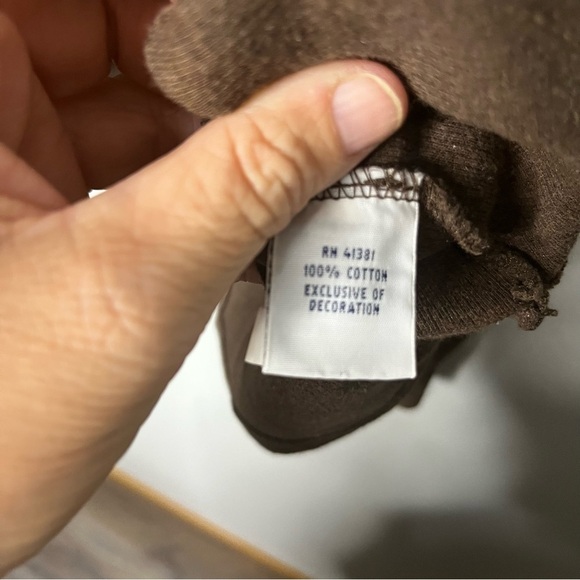 RN 41381
100% COTTON
EXCLUSIVE OF
DECORATION